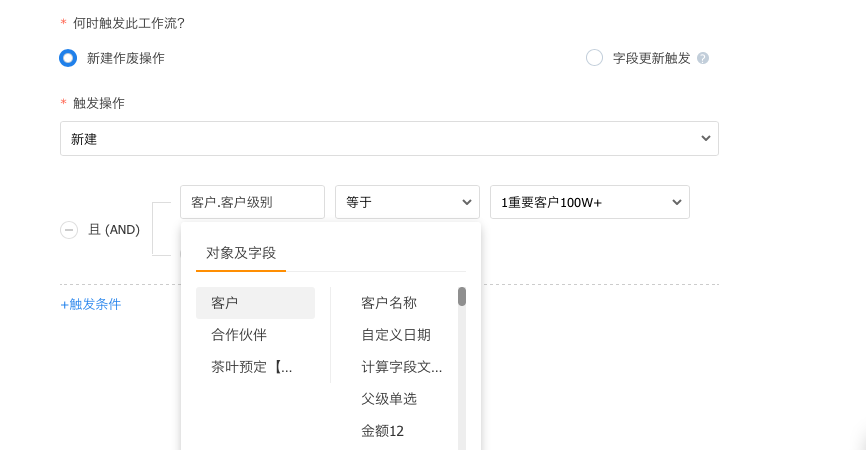 * 何时触发此工作流?
新建作废操作 字段更新触发 ?
* 触发操作
新建
客户.客户级别 等于 1重要客户100W+
且 (AND)
对象及字段
客户 客户名称
合作伙伴 自定义日期
茶叶预定【... 计算字段文...
父级单选
金额12
+触发条件